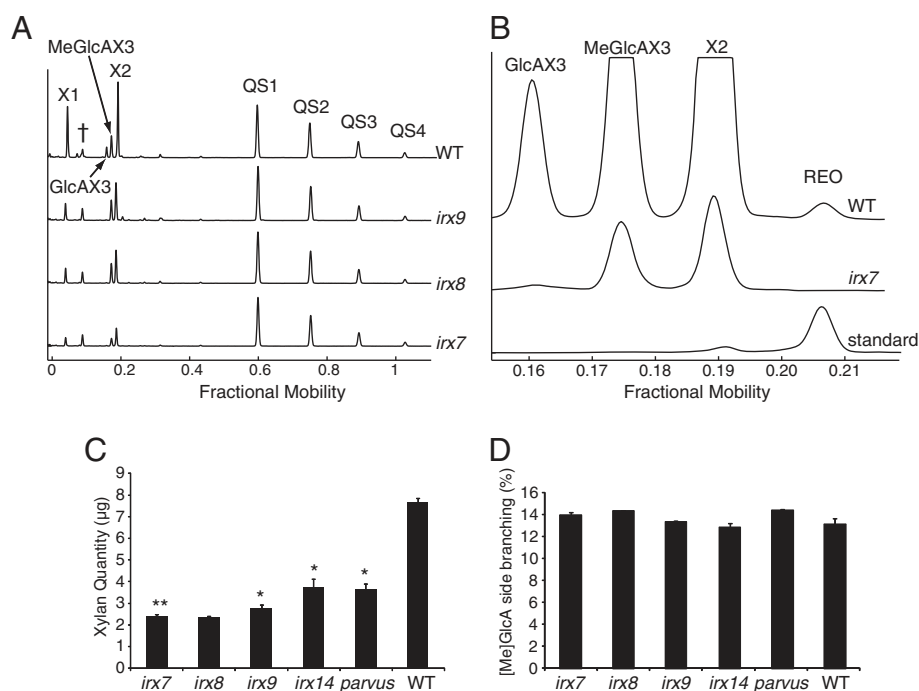 A
MeGlcAX3
X2
X1
†
GlcAX3
QS1
QS2
QS3
QS4
WT
irx9
irx8
irx7
0
0.2
0.4
0.6
0.8
1
Fractional Mobility
B
GlcAX3
MeGlcAX3
X2
REO
WT
irx7
standard
0.16
0.17
0.18
0.19
0.20
0.21
Fractional Mobility
C
Xylan Quantity (µg)
9
8
7
6
5
4
3
2
1
0
**
*
*
*
irx7 irx8 irx9 irx14 parvus WT
D
[Me]GlcA side branching (%)
16
14
12
10
8
6
4
2
0
irx7 irx8 irx9 irx14 parvus WT